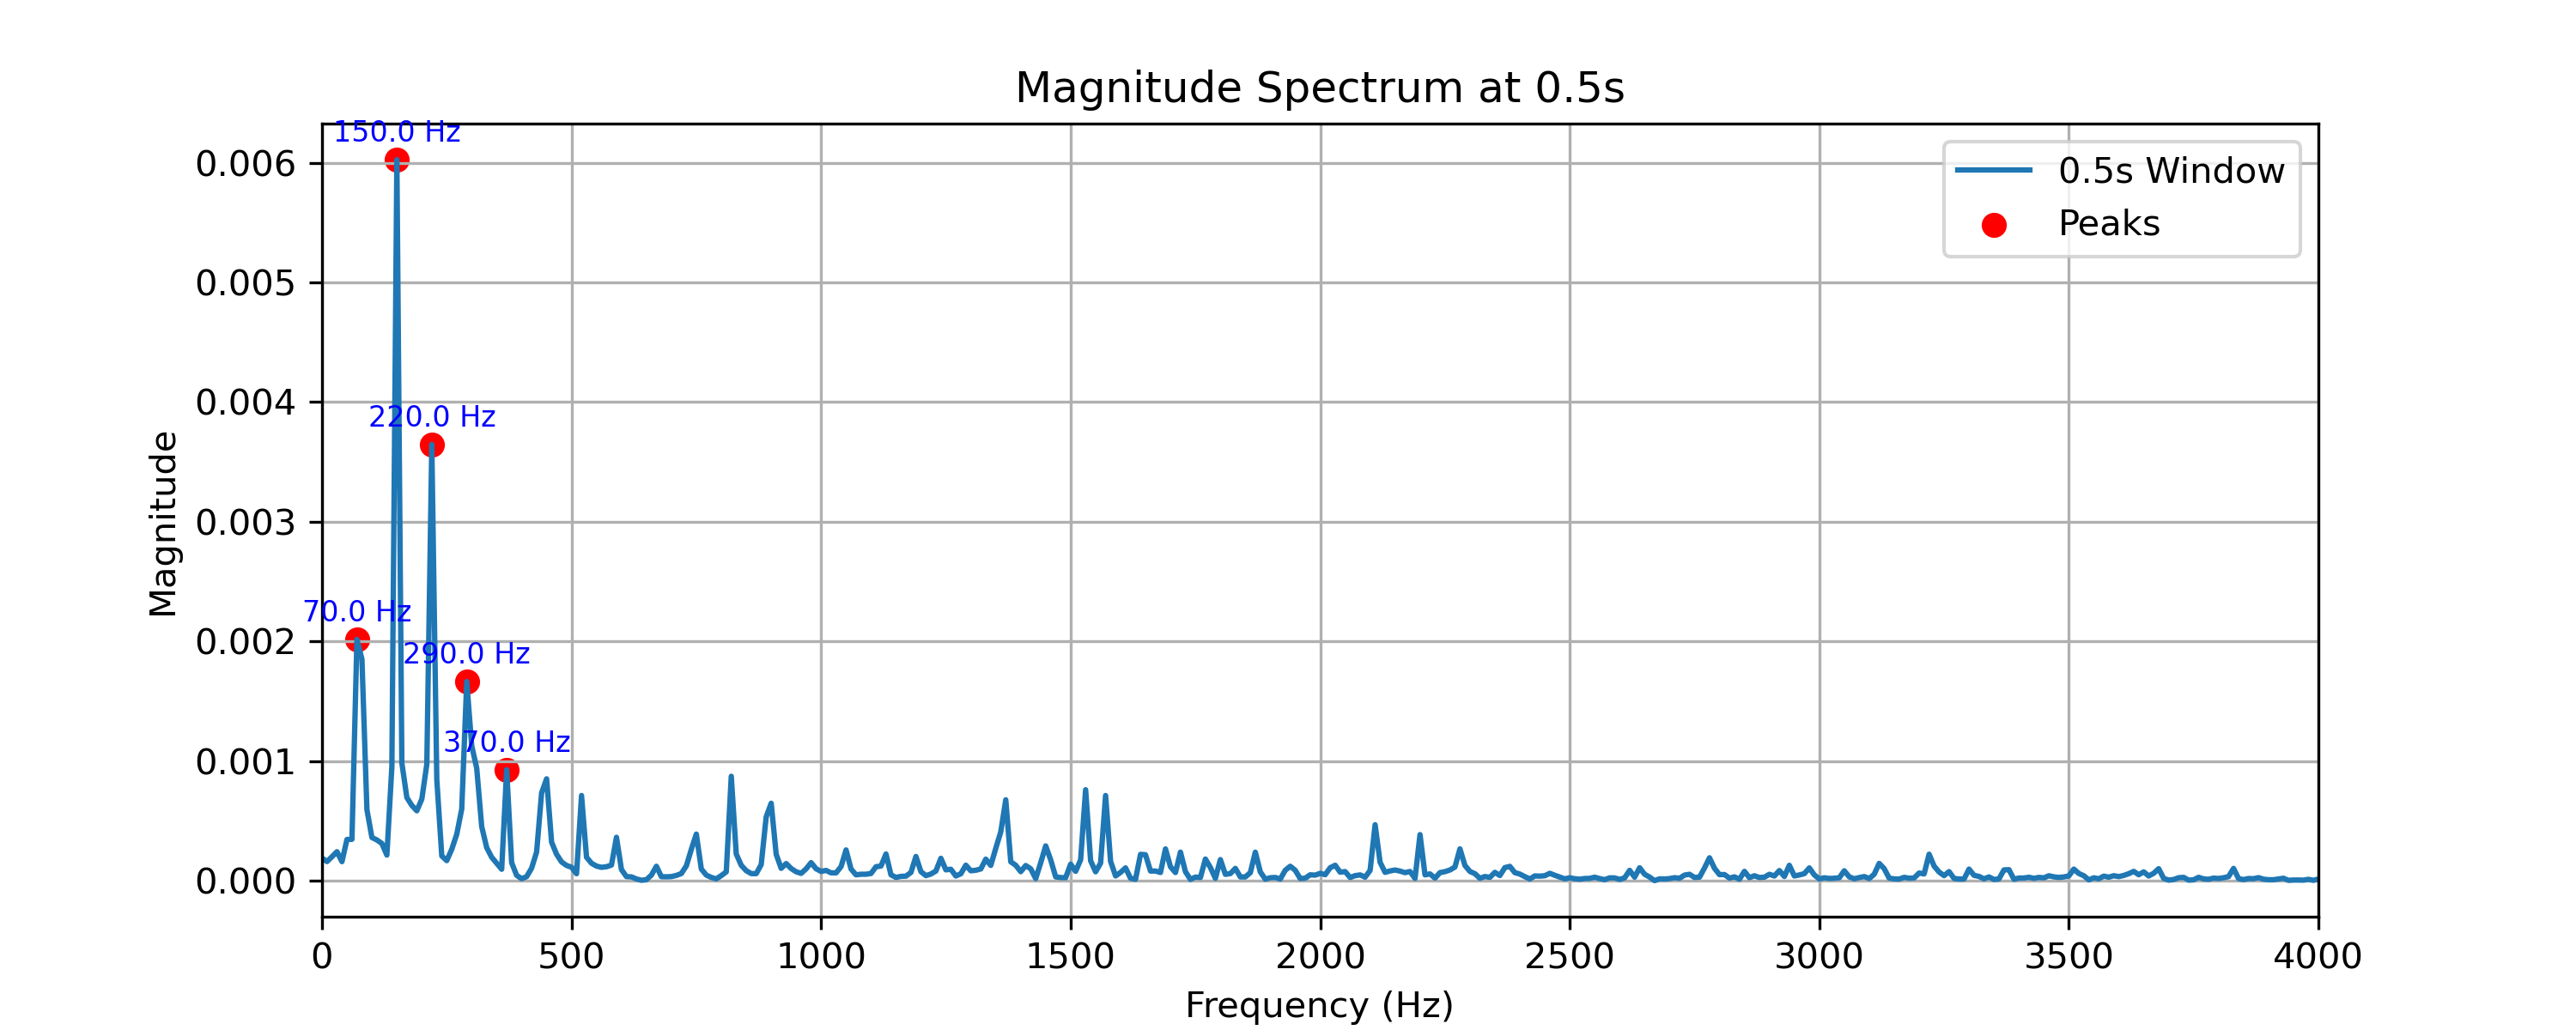 Magnitude Spectrum at 0.5s
150.0 Hz
220.0 Hz
70.0 Hz
290.0 Hz
370.0 Hz
0.5s Window
Peaks
0.006
0.005
0.004
0.003
0.002
0.001
0.000
Magnitude
0 500 1000 1500 2000 2500 3000 3500 4000
Frequency (Hz)